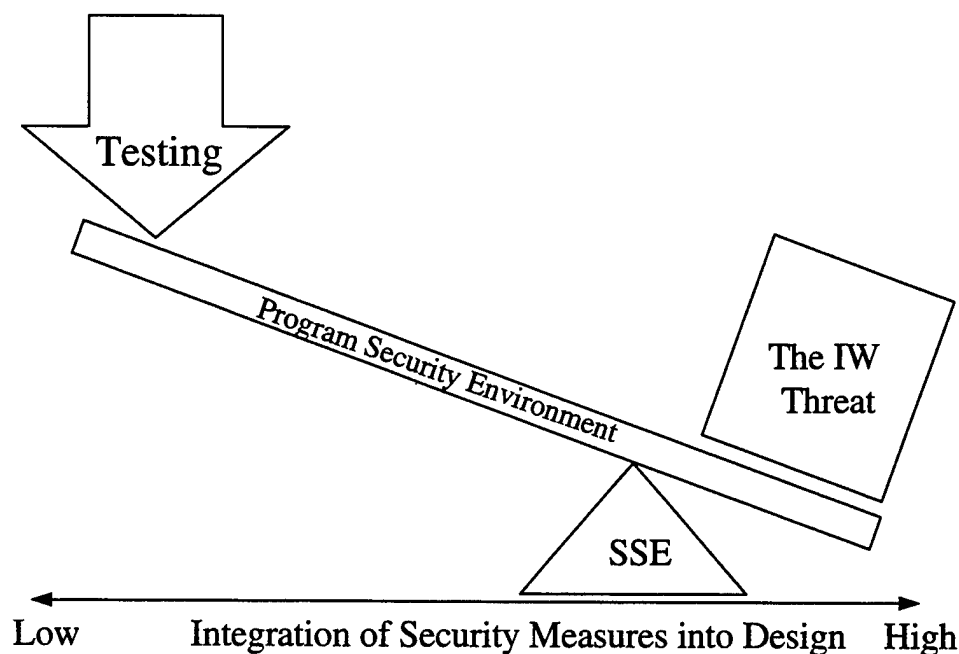 Testing
Program Security Environment
The IW
Threat
SSE
Low Integration of Security Measures into Design High